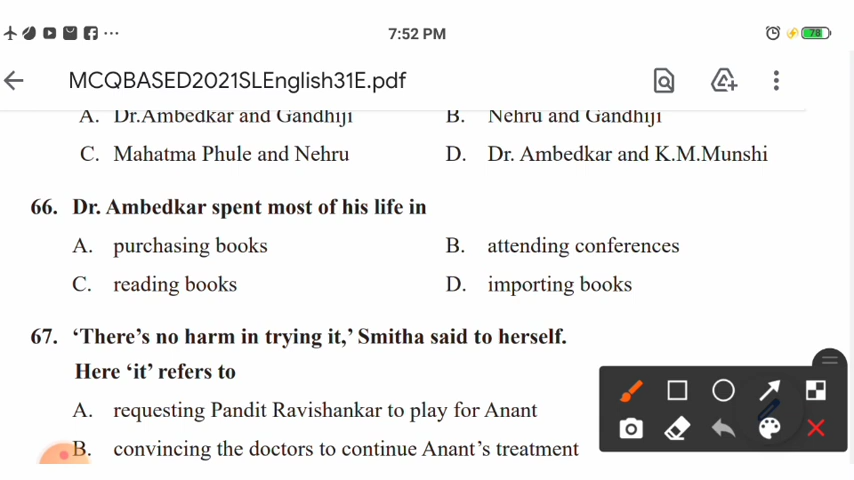 7:52 PM
78
MCQBASED2021SLEnglish31E.pdf
A. Dr.Ambedkar and Gandhiji B. Nehru and Gandhiji
C. Mahatma Phule and Nehru D. Dr. Ambedkar and K.M.Munshi
66. Dr. Ambedkar spent most of his life in
A. purchasing books B. attending conferences
C. reading books D. importing books
67. ‘There’s no harm in trying it,’ Smitha said to herself.
Here ‘it’ refers to
A. requesting Pandit Ravishankar to play for Anant
B. convincing the doctors to continue Anant’s treatment